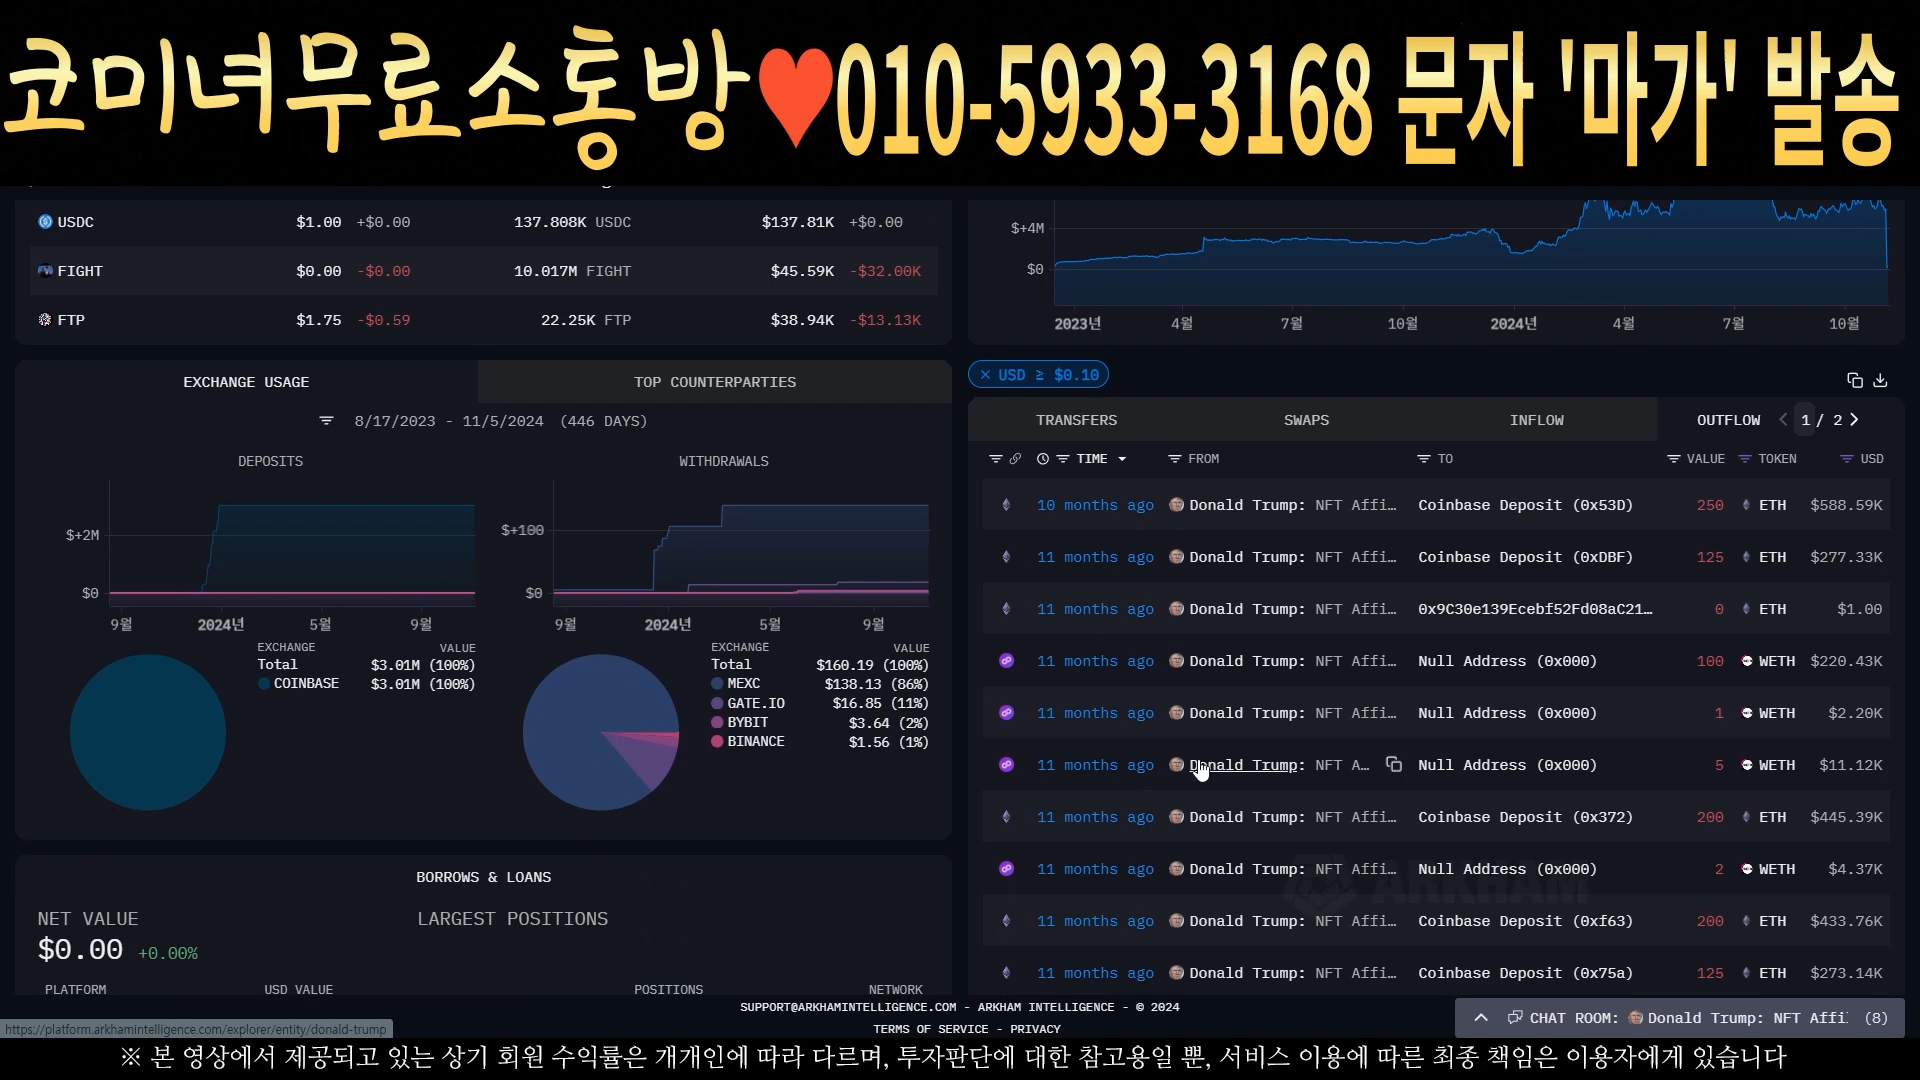 코미녀무료소통방♥010-5933-3168 문자 '마가' 발송
USDC $1.00 +$0.00 137.808K USDC $137.81K +$0.00
FIGHT $0.00 -$0.00 10.017M FIGHT $45.59K -$32.00K
FTP $1.75 -$0.59 22.25K FTP $38.94K -$13.13K
$+4M
$0
2023년 4월 7월 10월 2024년 4월 7월 10월
EXCHANGE USAGE TOP COUNTERPARTIES
8/17/2023 - 11/5/2024 (446 DAYS)
DEPOSITS WITHDRAWALS
$+2M
$0
9월 2024년 5월 9월
$+100
$0
9월 2024년 5월 9월
EXCHANGE VALUE
Total $3.01M (100%)
COINBASE $3.01M (100%)
EXCHANGE VALUE
Total $160.19 (100%)
MEXC $138.13 (86%)
GATE.IO $16.85 (11%)
BYBIT $3.64 (2%)
BINANCE $1.56 (1%)
BORROWS & LOANS
NET VALUE LARGEST POSITIONS
$0.00 +0.00%
PLATFORM USD VALUE POSITIONS NETWORK
× USD ≥ $0.10
TRANSFERS SWAPS INFLOW OUTFLOW < 1 / 2 >
TIME FROM TO VALUE TOKEN USD
10 months ago Donald Trump: NFT Affi… Coinbase Deposit (0x53D) 250 ETH $588.59K
11 months ago Donald Trump: NFT Affi… Coinbase Deposit (0xDBF) 125 ETH $277.33K
11 months ago Donald Trump: NFT Affi… 0x9C30e139Ecebf52Fd08aC21… 0 ETH $1.00
11 months ago Donald Trump: NFT Affi… Null Address (0x000) 100 WETH $220.43K
11 months ago Donald Trump: NFT Affi… Null Address (0x000) 1 WETH $2.20K
11 months ago Donald Trump: NFT A… Null Address (0x000) 5 WETH $11.12K
11 months ago Donald Trump: NFT Affi… Coinbase Deposit (0x372) 200 ETH $445.39K
11 months ago Donald Trump: NFT Affi… Null Address (0x000) 2 WETH $4.37K
11 months ago Donald Trump: NFT Affi… Coinbase Deposit (0xf63) 200 ETH $433.76K
11 months ago Donald Trump: NFT Affi… Coinbase Deposit (0x75a) 125 ETH $273.14K
ARKHAM
SUPPORT@ARKHAMINTELLIGENCE.COM - ARKHAM INTELLIGENCE - © 2024
TERMS OF SERVICE - PRIVACY
CHAT ROOM: Donald Trump: NFT Affi (8)
https://platform.arkhamintelligence.com/explorer/entity/donald-trump
※ 본 영상에서 제공되고 있는 상기 회원 수익률은 개개인에 따라 다르며, 투자판단에 대한 참고용일 뿐, 서비스 이용에 따른 최종 책임은 이용자에게 있습니다